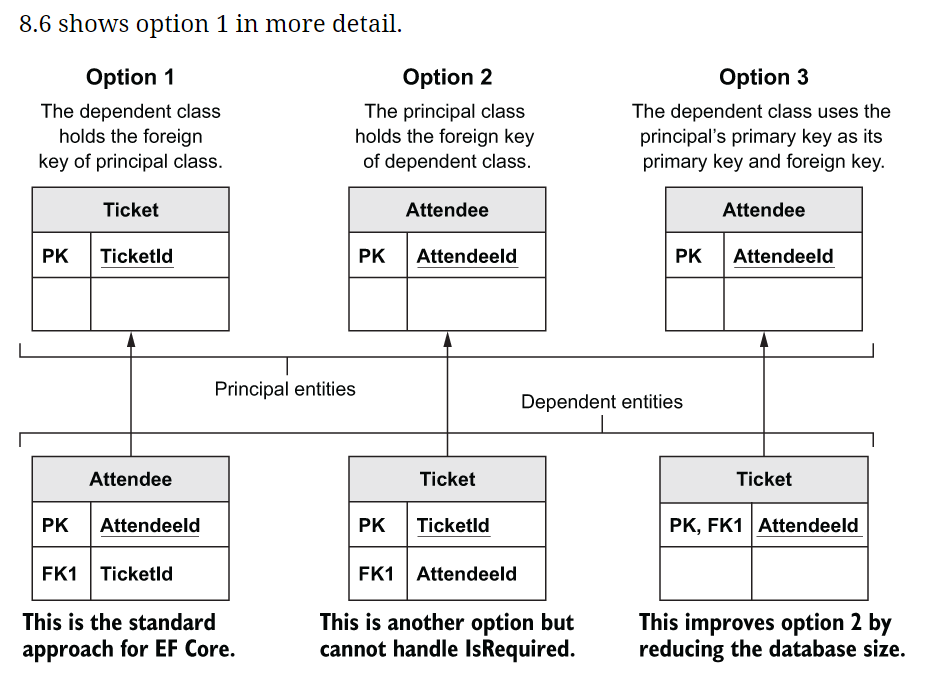 8.6 shows option 1 in more detail.
Option 1
The dependent class
holds the foreign
key of principal class.
Option 2
The principal class
holds the foreign key
of dependent class.
Option 3
The dependent class uses the
principal's primary key as its
primary key and foreign key.
Ticket
PK TicketId
Attendee
PK AttendeeId
Attendee
PK AttendeeId
Principal entities
Dependent entities
Attendee
PK AttendeeId
FK1 TicketId
Ticket
PK TicketId
FK1 AttendeeId
Ticket
PK, FK1 AttendeeId
This is the standard
approach for EF Core.
This is another option but
cannot handle IsRequired.
This improves option 2 by
reducing the database size.